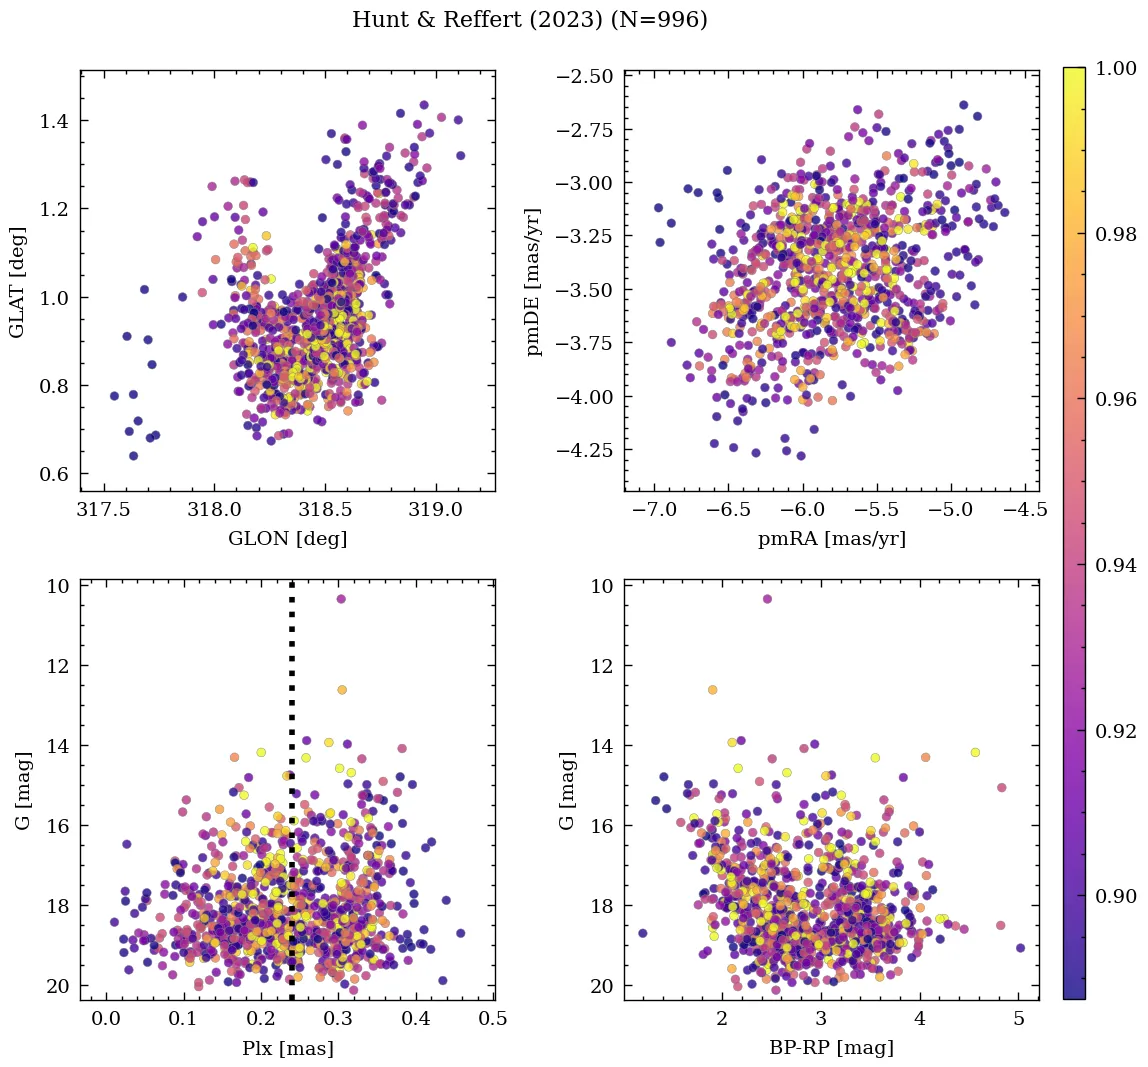 Hunt & Reffert (2023) (N=996)
1.4
1.2
1.0
0.8
0.6
GLAT [deg]
317.5 318.0 318.5 319.0
GLON [deg]
−2.50
−2.75
−3.00
−3.25
−3.50
−3.75
−4.00
−4.25
pmDE [mas/yr]
−7.0 −6.5 −6.0 −5.5 −5.0 −4.5
pmRA [mas/yr]
10
12
14
16
18
20
G [mag]
0.0 0.1 0.2 0.3 0.4 0.5
Plx [mas]
10
12
14
16
18
20
G [mag]
2 3 4 5
BP-RP [mag]
1.00
0.98
0.96
0.94
0.92
0.90